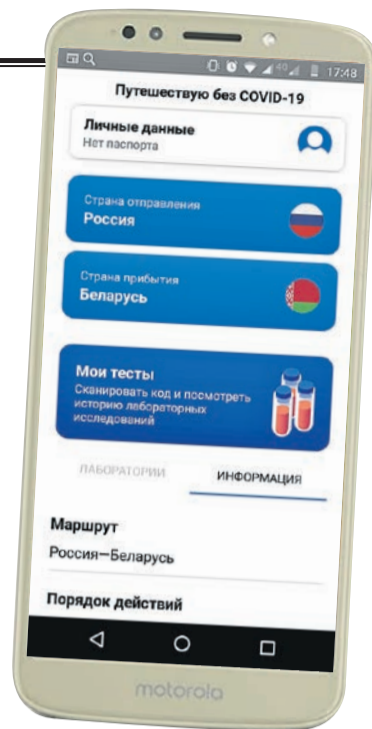 4G 17:48
Путешествую без COVID-19
Личные данные
Нет паспорта
Страна отправления
Россия
Страна прибытия
Беларусь
Мои тесты
Сканировать код и посмотреть
историю лабораторных
исследований
ЛАБОРАТОРИИ ИНФОРМАЦИЯ
Маршрут
Россия—Беларусь
Порядок действий
motorola